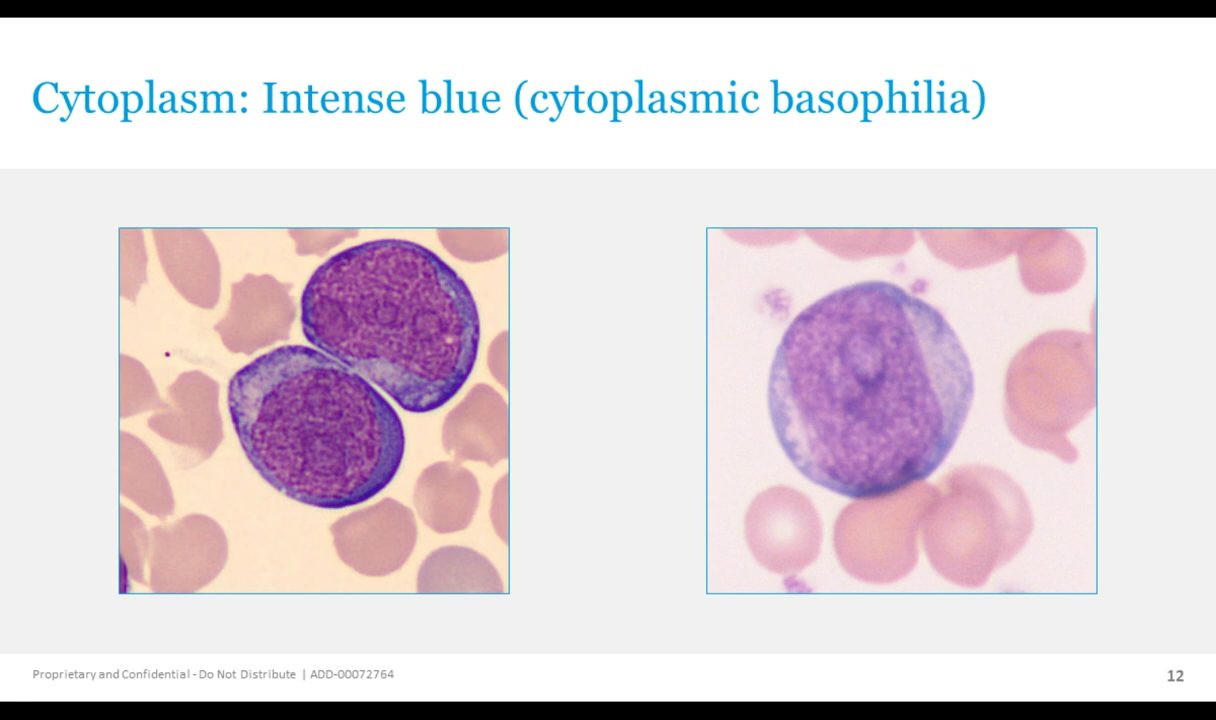 Cytoplasm: Intense blue (cytoplasmic basophilia)
Proprietary and Confidential - Do Not Distribute | ADD-00072764
12